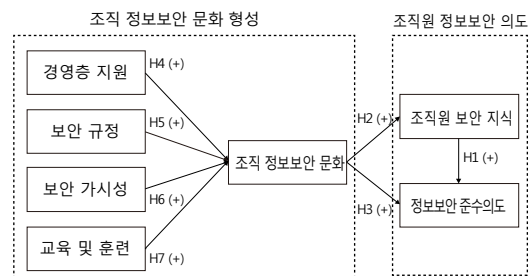 조직 정보보안 문화 형성
조직원 정보보안 의도
경영층 지원
H4 (+)
보안 규정
H5 (+)
보안 가시성
H6 (+)
교육 및 훈련
H7 (+)
조직 정보보안 문화
H2 (+)
H3 (+)
조직원 보안 지식
H1 (+)
정보보안 준수의도